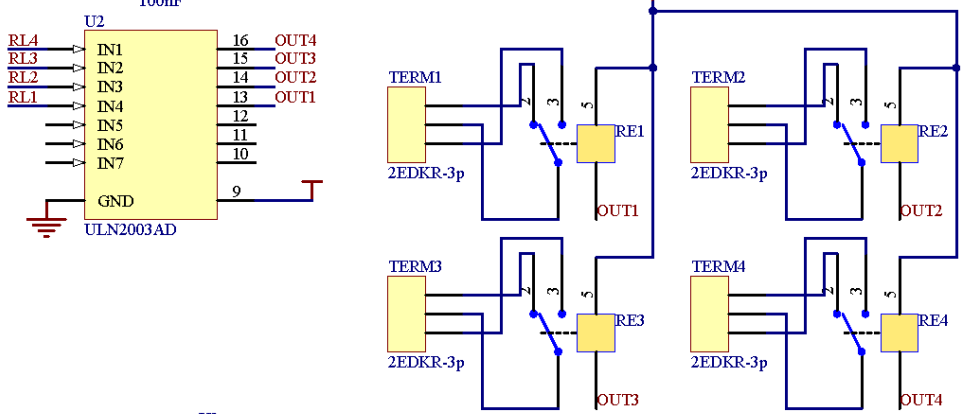 100nF
U2
RL4 IN1 16 OUT4
RL3 IN2 15 OUT3
RL2 IN3 14 OUT2
RL1 IN4 13 OUT1
IN5 12
IN6 11
IN7 10
GND 9
ULN2003AD
TERM1
2 3 5
RE1
2EDKR-3p
OUT1
TERM2
2 3 5
RE2
2EDKR-3p
OUT2
TERM3
2 3 5
RE3
2EDKR-3p
OUT3
TERM4
2 3 5
RE4
2EDKR-3p
OUT4